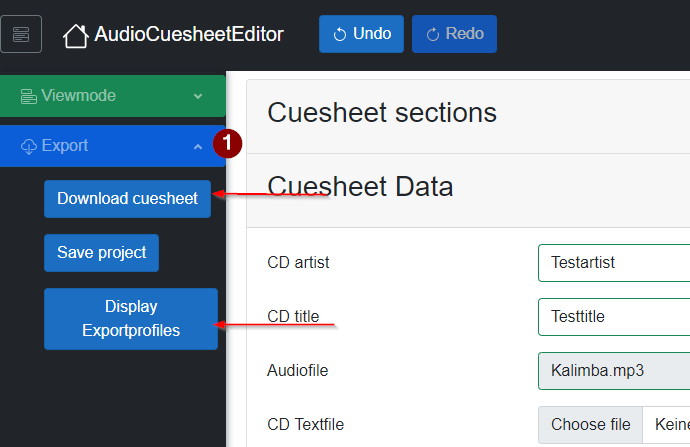 AudioCuesheetEditor Undo Redo
Viewmode
Export 1
Download cuesheet
Save project
Display
Exportprofiles
Cuesheet sections
Cuesheet Data
CD artist Testartist
CD title Testtitle
Audiofile Kalimba.mp3
CD Textfile Choose file Keine